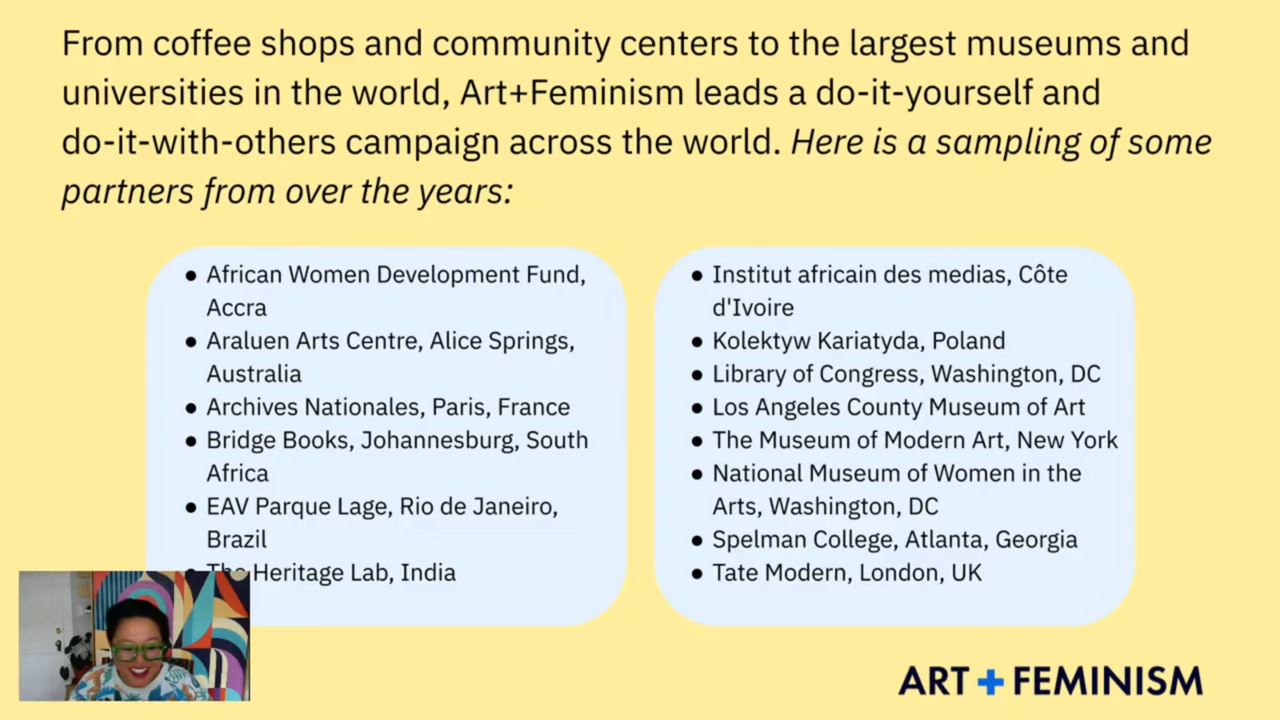 From coffee shops and community centers to the largest museums and
universities in the world, Art+Feminism leads a do-it-yourself and
do-it-with-others campaign across the world. Here is a sampling of some
partners from over the years:
● African Women Development Fund,
Accra
● Araluen Arts Centre, Alice Springs,
Australia
● Archives Nationales, Paris, France
● Bridge Books, Johannesburg, South
Africa
● EAV Parque Lage, Rio de Janeiro,
Brazil
● The Heritage Lab, India
● Institut africain des medias, Côte
d'Ivoire
● Kolektyw Kariatyda, Poland
● Library of Congress, Washington, DC
● Los Angeles County Museum of Art
● The Museum of Modern Art, New York
● National Museum of Women in the
Arts, Washington, DC
● Spelman College, Atlanta, Georgia
● Tate Modern, London, UK
ART + FEMINISM